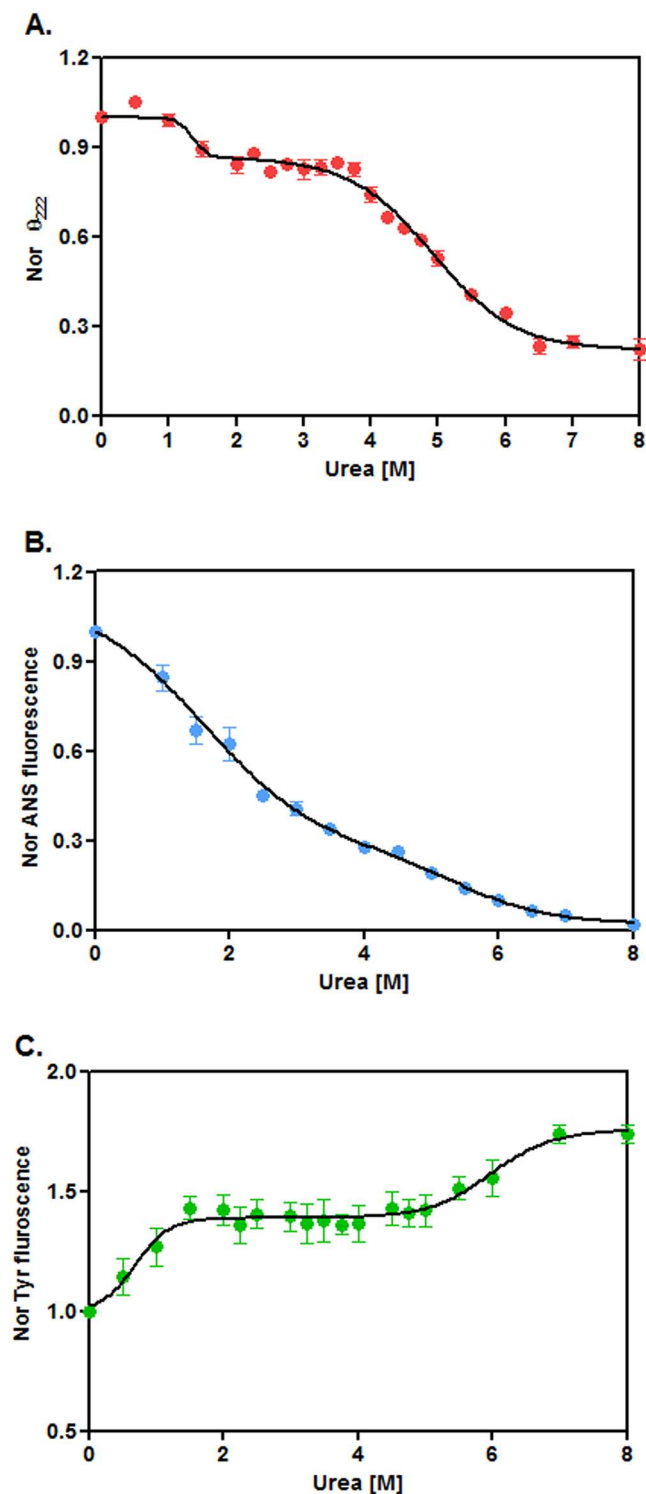 A.
1.2
0.9
0.6
0.3
0.0
Nor θ222
0 1 2 3 4 5 6 7 8
Urea [M]
B.
1.2
0.9
0.6
0.3
0.0
Nor ANS fluorescence
0 2 4 6 8
Urea [M]
C.
2.0
1.5
1.0
0.5
Nor Tyr fluroscence
0 2 4 6 8
Urea [M]